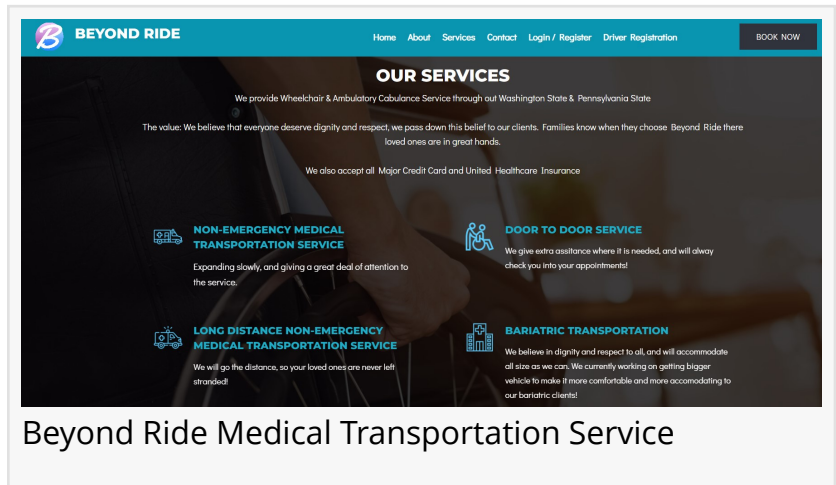 BEYOND RIDE
Home About Services Contact Login / Register Driver Registration
BOOK NOW
OUR SERVICES
We provide Wheelchair & Ambulatory Cabulance Service through out Washington State & Pennsylvania State
The value: We believe that everyone deserve dignity and respect, we pass down this belief to our clients. Families know when they choose Beyond Ride there
loved ones are in great hands.
We also accept all Major Credit Card and United Healthcare Insurance
NON-EMERGENCY MEDICAL
TRANSPORTATION SERVICE
Expanding slowly, and giving a great deal of attention to
the service.
DOOR TO DOOR SERVICE
We give extra assitance where it is needed, and will alway
check you into your appointments!
LONG DISTANCE NON-EMERGENCY
MEDICAL TRANSPORTATION SERVICE
We will go the distance, so your loved ones are never left
stranded!
BARIATRIC TRANSPORTATION
We believe in dignity and respect to all, and will accommodate
all size as we can. We currently working on getting bigger
vehicle to make it more comfortable and more accomodating to
our bariatric clients!
Beyond Ride Medical Transportation Service